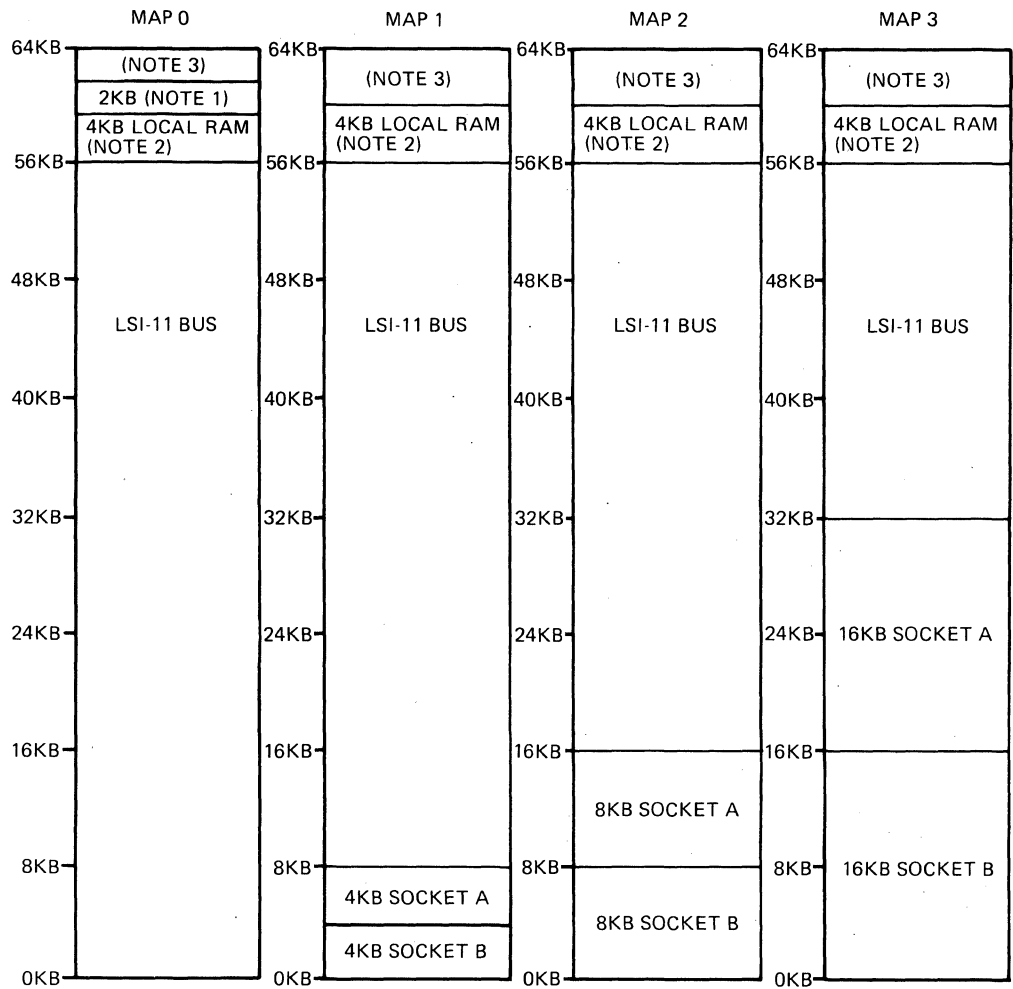 MAP 0
64KB
(NOTE 3)
2KB (NOTE 1)
4KB LOCAL RAM
(NOTE 2)
56KB
48KB
LSI-11 BUS
40KB
32KB
24KB
16KB
8KB
0KB
MAP 1
64KB
(NOTE 3)
4KB LOCAL RAM
(NOTE 2)
56KB
48KB
LSI-11 BUS
40KB
32KB
24KB
16KB
8KB
4KB SOCKET A
4KB SOCKET B
0KB
MAP 2
64KB
(NOTE 3)
4KB LOCAL RAM
(NOTE 2)
56KB
48KB
LSI-11 BUS
40KB
32KB
24KB
16KB
8KB SOCKET A
8KB
8KB SOCKET B
0KB
MAP 3
64KB
(NOTE 3)
4KB LOCAL RAM
(NOTE 2)
56KB
48KB
LSI-11 BUS
40KB
32KB
24KB
16KB SOCKET A
16KB
8KB
16KB SOCKET B
0KB